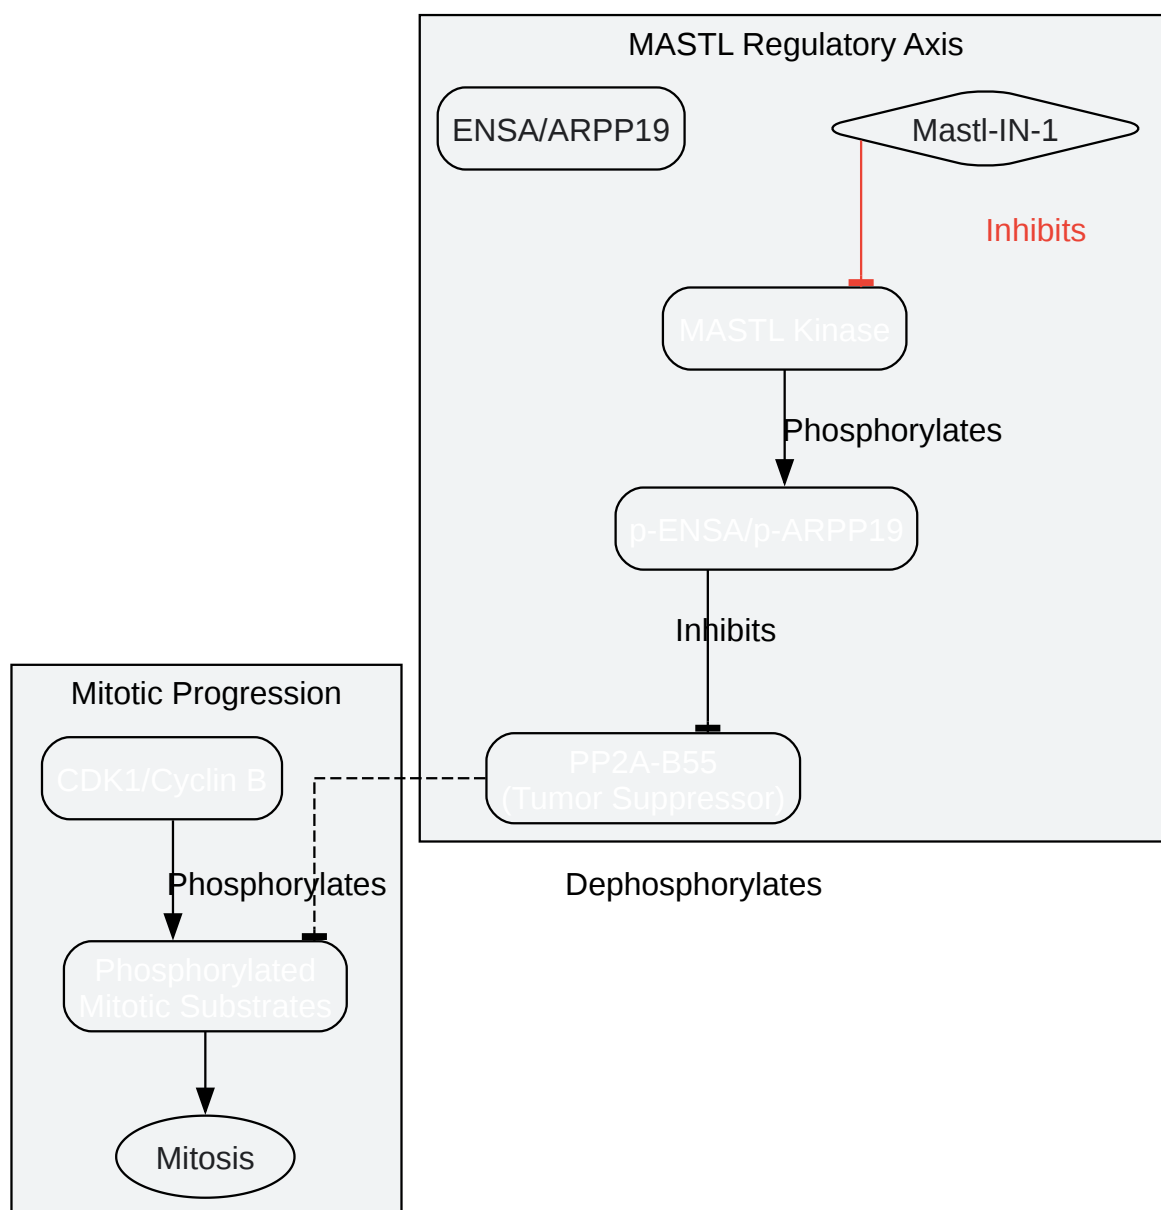 MASTL Regulatory Axis
ENSA/ARPP19
Mastl-IN-1
Inhibits
MASTL Kinase
Phosphorylates
p-ENSA/p-ARPP19
Inhibits
PP2A-B55
(Tumor Suppressor)
Dephosphorylates
Mitotic Progression
CDK1/Cyclin B
Phosphorylates
Phosphorylated
Mitotic Substrates
Mitosis